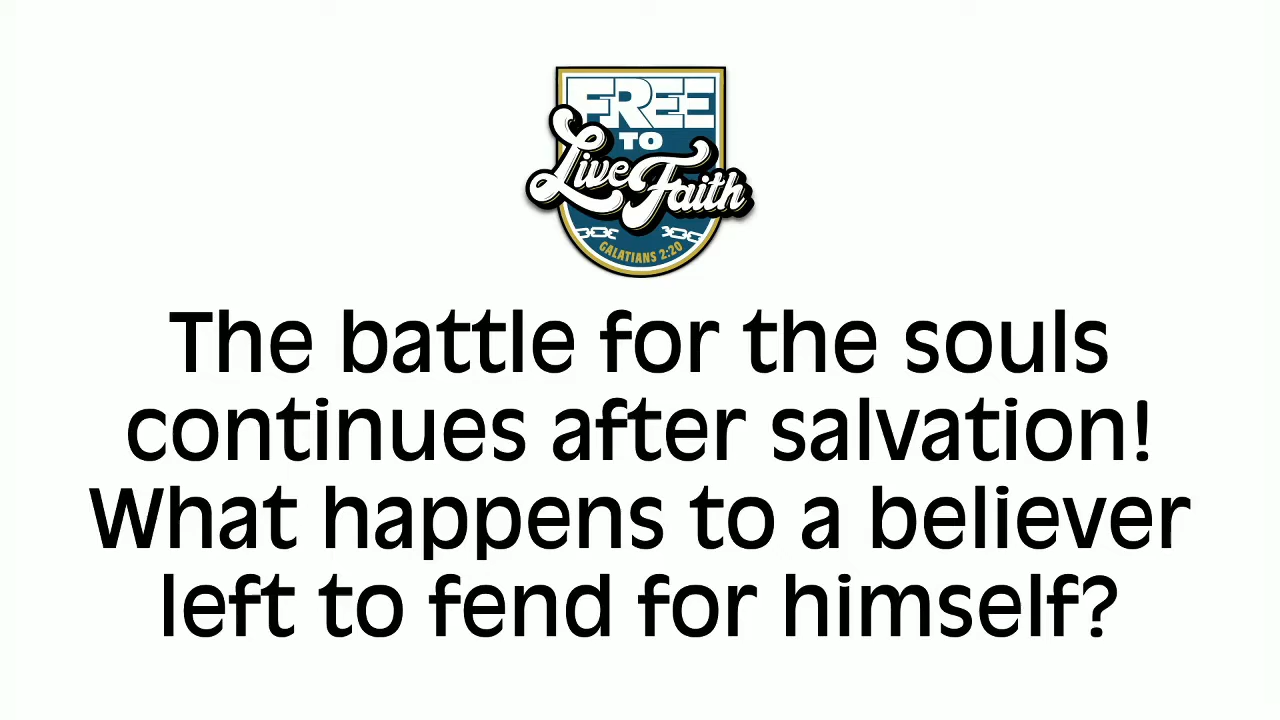 FREE
TO
Live Faith
GALATIANS 2:20
The battle for the souls
continues after salvation!
What happens to a believer
left to fend for himself?